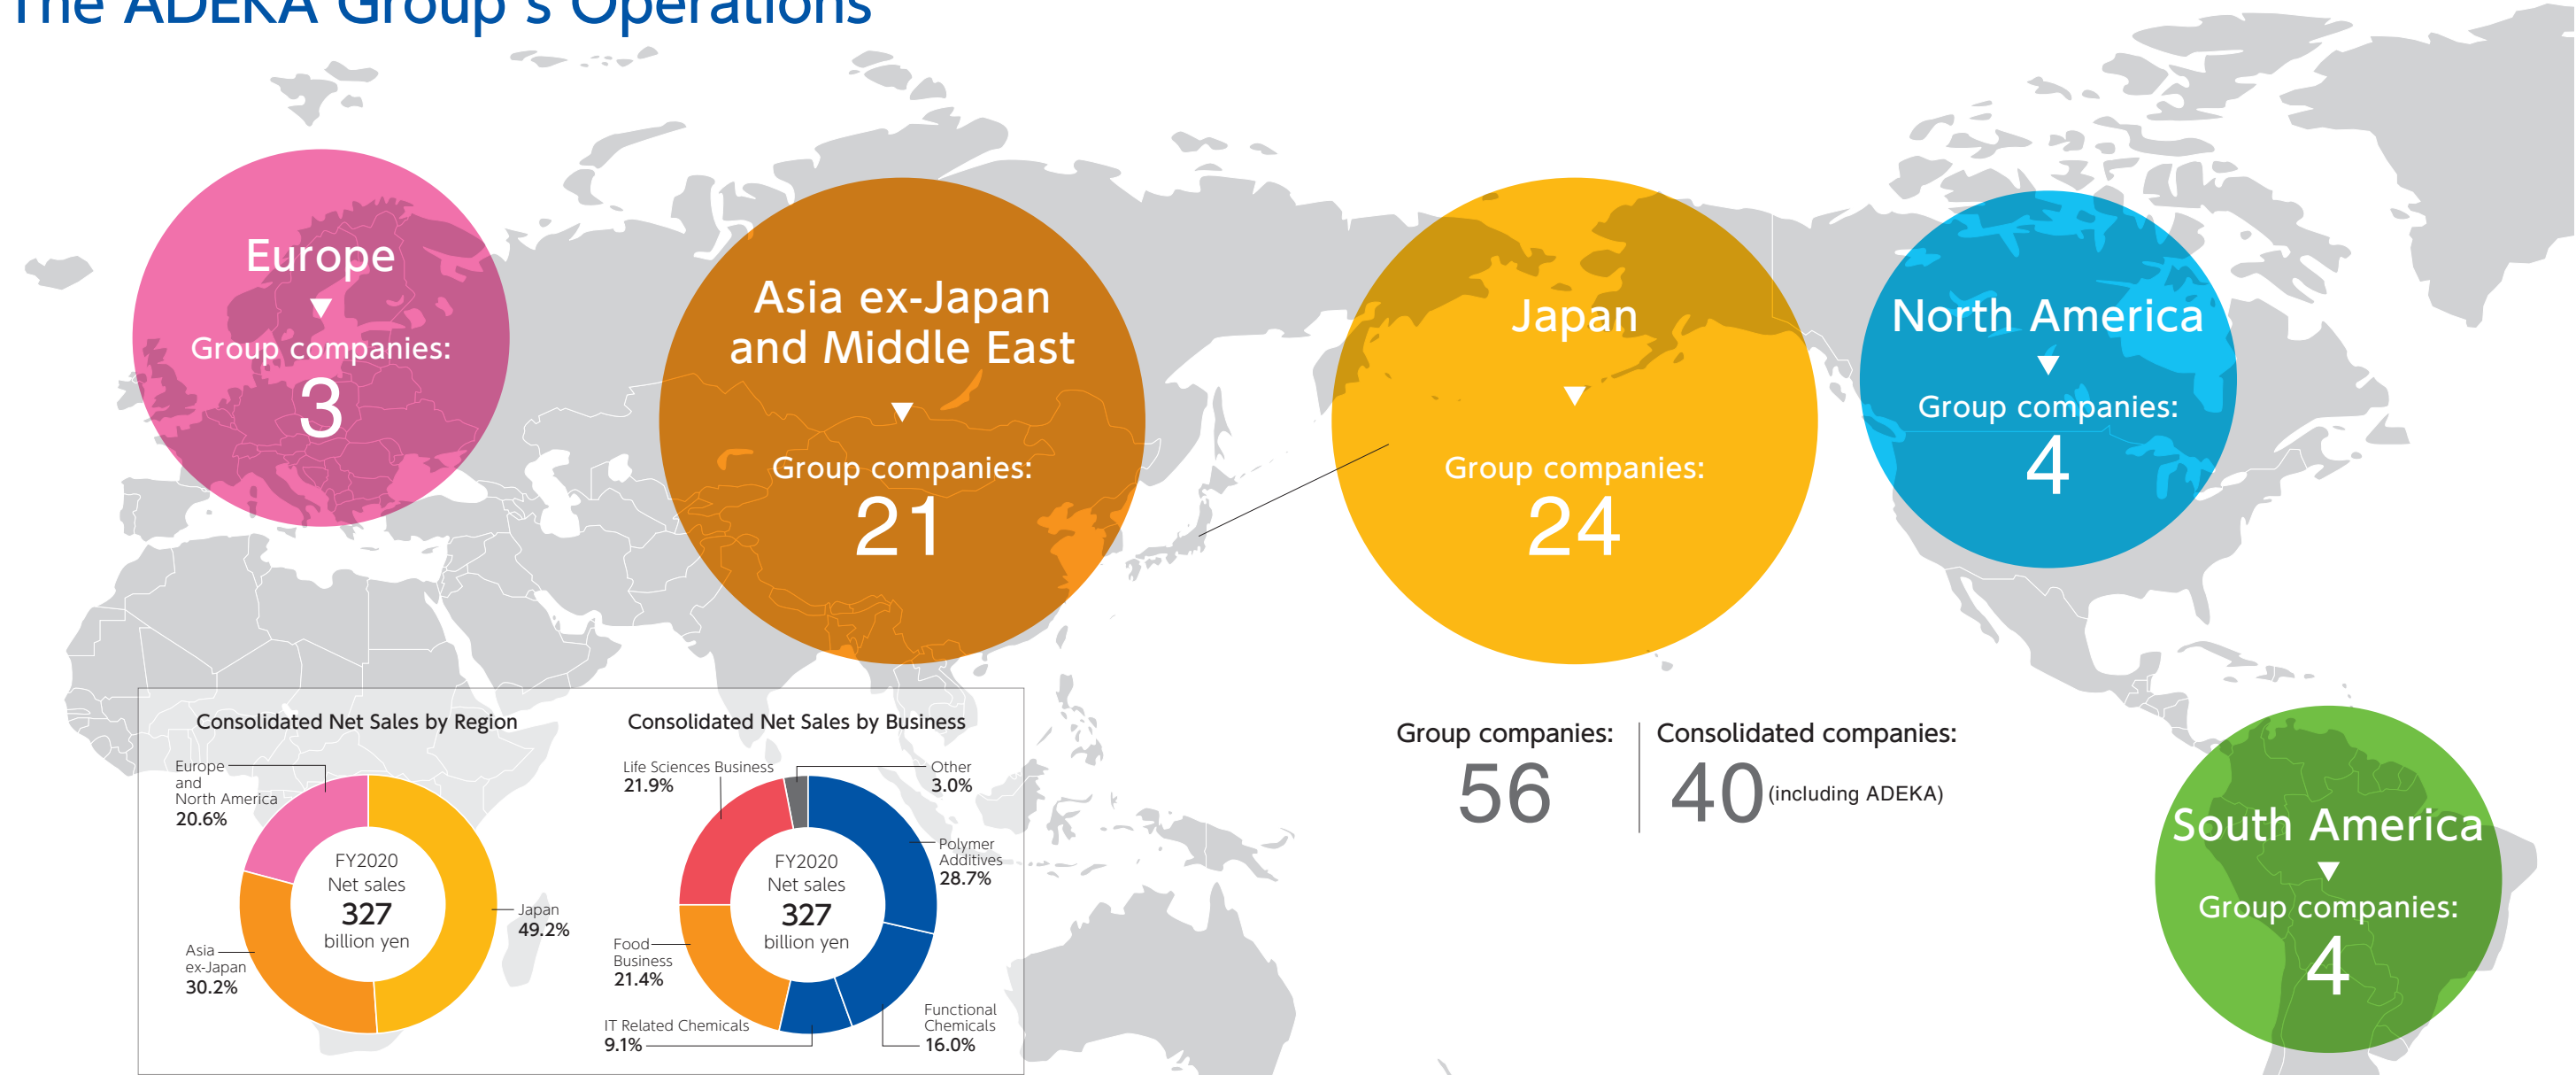 The ADEKA Group's Operations
Europe
▼
Group companies:
3
Asia ex-Japan
and Middle East
▼
Group companies:
21
Japan
▼
Group companies:
24
North America
▼
Group companies:
4
South America
▼
Group companies:
4
Group companies:
56
Consolidated companies:
40 (including ADEKA)
Consolidated Net Sales by Region
Europe
and
North America
20.6%
FY2020
Net sales
327
billion yen
Japan
49.2%
Asia
ex-Japan
30.2%
Consolidated Net Sales by Business
Life Sciences Business
21.9%
Other
3.0%
FY2020
Net sales
327
billion yen
Polymer
Additives
28.7%
Food
Business
21.4%
Functional
Chemicals
16.0%
IT Related Chemicals
9.1%